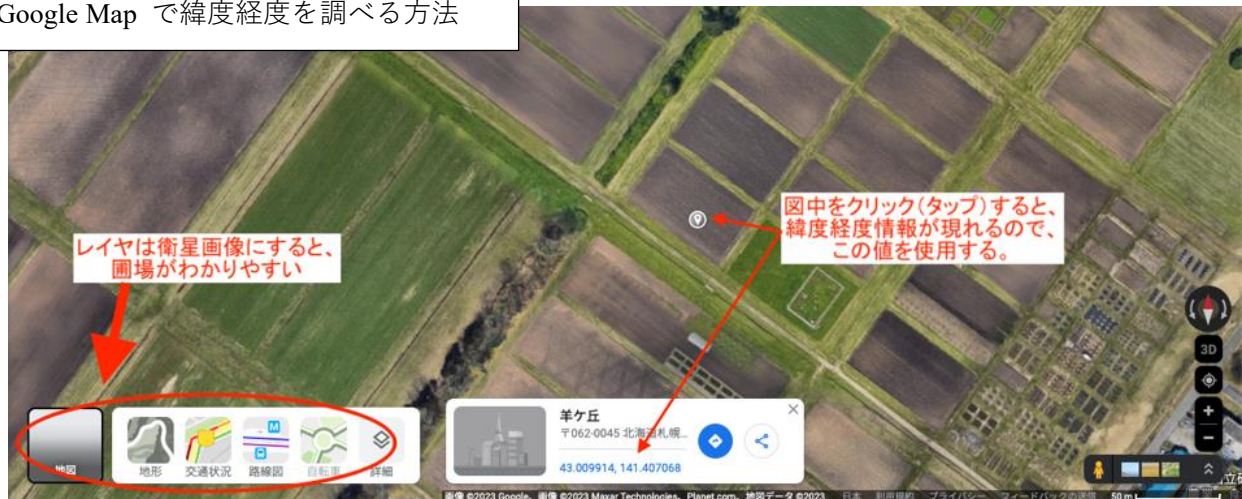 Google Map で緯度経度を調べる方法
図中をクリック(タップ)すると、
緯度経度情報が現れるので、
この値を使用する。
レイヤは衛星画像にすると、
圃場がわかりやすい
3D
地図
地形
交通状況
路線図
自転車
詳細
羊ケ丘
〒062-0045 北海道札幌...
43.009914, 141.407068
画像 ©2023 Google、画像 ©2023 Maxar Technologies、Planet.com、地図データ ©2023 日本 利用規約 プライバシー フィードバックの送信 50 m